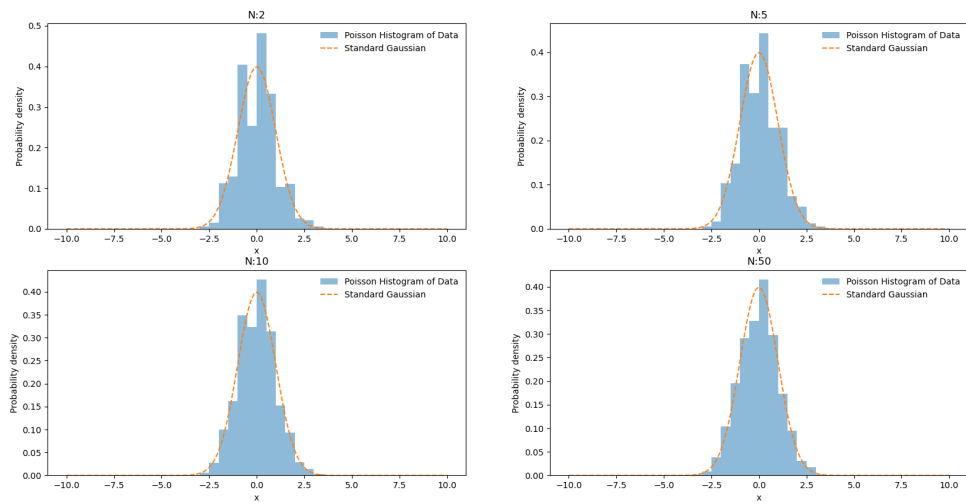 N:2
Poisson Histogram of Data
Standard Gaussian
Probability density
0.5
0.4
0.3
0.2
0.1
0.0
−10.0 −7.5 −5.0 −2.5 0.0 2.5 5.0 7.5 10.0
x
N:5
Poisson Histogram of Data
Standard Gaussian
Probability density
0.4
0.3
0.2
0.1
0.0
−10.0 −7.5 −5.0 −2.5 0.0 2.5 5.0 7.5 10.0
x
N:10
Poisson Histogram of Data
Standard Gaussian
Probability density
0.40
0.35
0.30
0.25
0.20
0.15
0.10
0.05
0.00
−10.0 −7.5 −5.0 −2.5 0.0 2.5 5.0 7.5 10.0
x
N:50
Poisson Histogram of Data
Standard Gaussian
Probability density
0.40
0.35
0.30
0.25
0.20
0.15
0.10
0.05
0.00
−10.0 −7.5 −5.0 −2.5 0.0 2.5 5.0 7.5 10.0
x